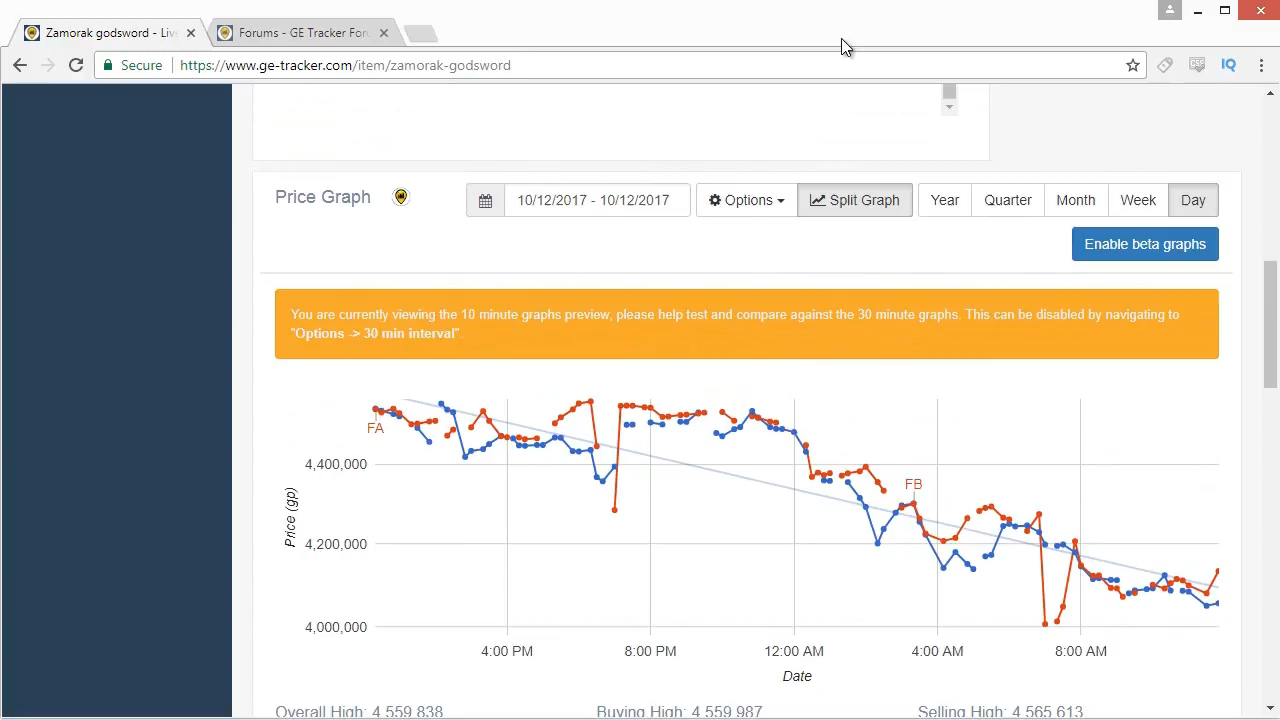 Zamorak godsword - Live
Forums - GE Tracker For
Secure
https://www.ge-tracker.com/item/zamorak-godsword
CSS
IQ
Price Graph
10/12/2017 - 10/12/2017
Options
Split Graph
Year
Quarter
Month
Week
Day
Enable beta graphs
You are currently viewing the 10 minute graphs preview, please help test and compare against the 30 minute graphs. This can be disabled by navigating to
"Options -> 30 min interval".
FA
FB
4,400,000
4,200,000
4,000,000
Price (gp)
4:00 PM
8:00 PM
12:00 AM
4:00 AM
8:00 AM
Date
Overall High: 4,559,838
Buying High: 4,559,987
Selling High: 4,565,613